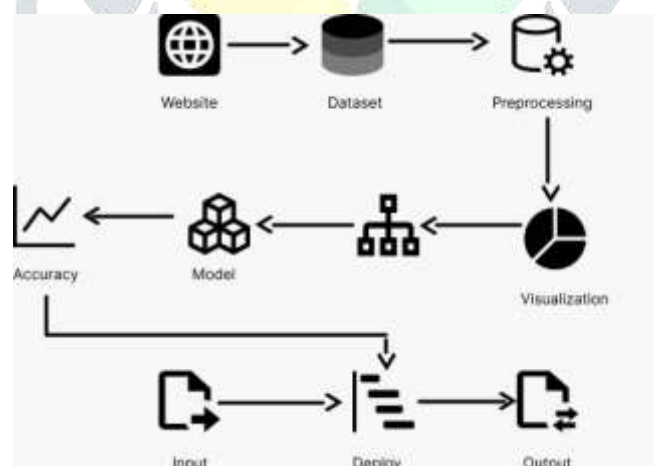 Website
Dataset
Preprocessing
Accuracy
Model
Visualization
Input
Deploy
Output